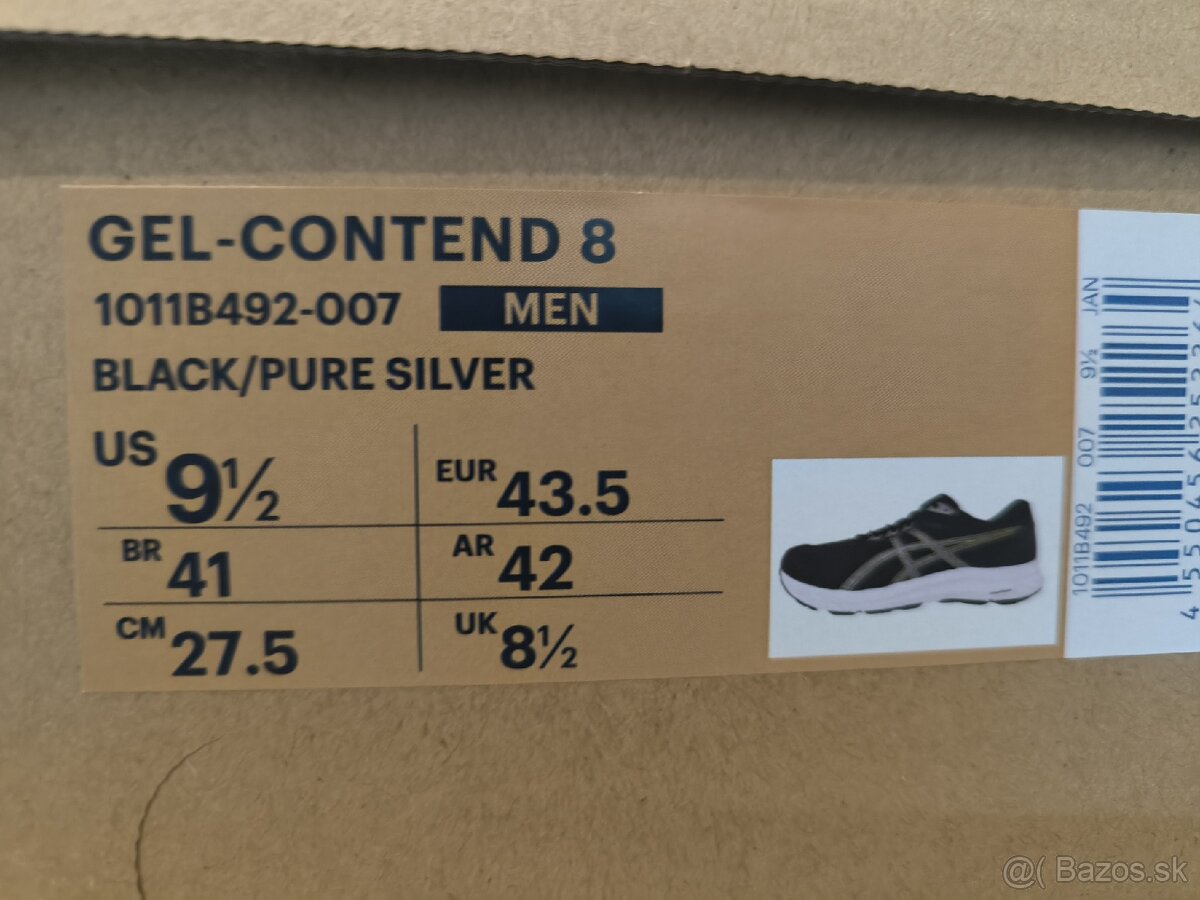 GEL-CONTEND 8
1011B492-007 MEN
BLACK/PURE SILVER
US 9½ EUR 43.5
BR 41 AR 42
CM 27.5 UK 8½
1011B492 007 9½ JAN
@( Bazos.sk